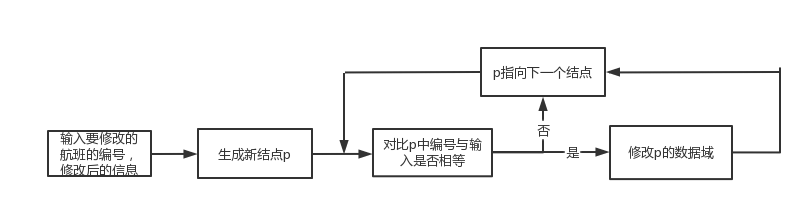 p指向下一个结点
否
输入要修改的
航班的编号，
修改后的信息
生成新结点p
对比p中编号与输
入是否相等
是
修改p的数据域